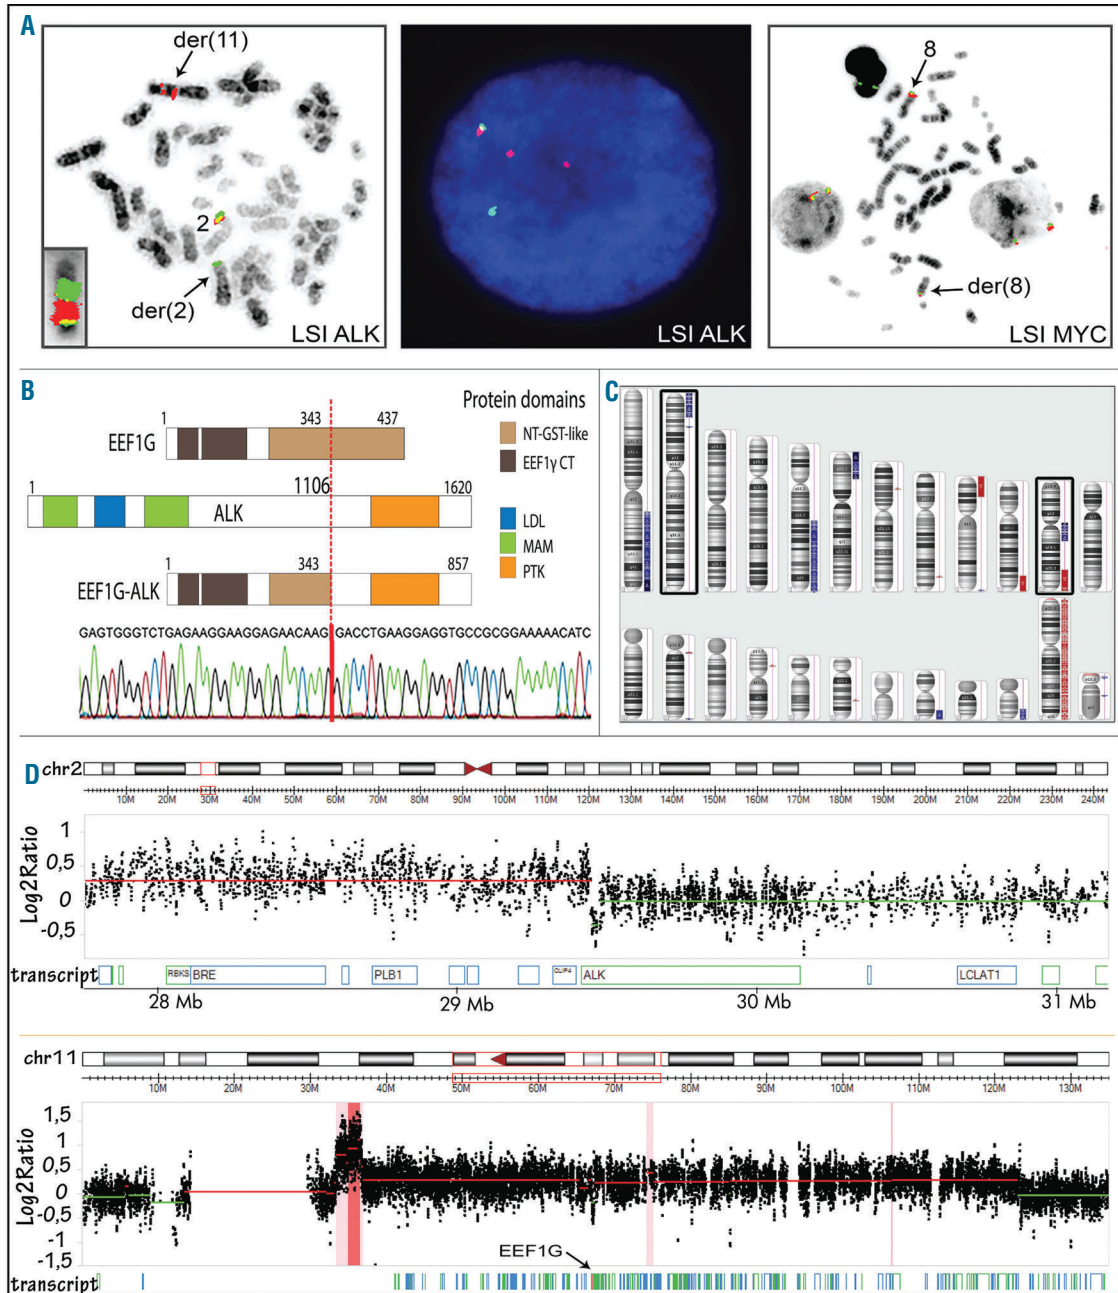 A
der(11)
2
der(2)
LSI ALK
LSI ALK
8
der(8)
LSI MYC
B
Protein domains
1 343 437
EEF1G
NT-GST-like
EEF1γ CT
1 1106 1620
ALK
LDL
MAM
PTK
1 343 857
EEF1G-ALK
GAGTGGGTCTGAGAAGGAAGGAGAACAAG GACCTGAAGGAGGTGCCGCGGAAAAACATC
C
D
chr2
10M 20M 30M 40M 50M 60M 70M 80M 90M 100M 110M 120M 130M 140M 150M 160M 170M 180M 190M 200M 210M 220M 230M 240M
Log2Ratio
1
0,5
0
-0,5
transcript
RBKS BRE PLB1 CLIP4 ALK LCLAT1
28 Mb 29 Mb 30 Mb 31 Mb
chr11
10M 20M 30M 40M 50M 60M 70M 80M 90M 100M 110M 120M 130M
Log2Ratio
1,5
1
0,5
0
-0,5
-1
-1,5
EEF1G
transcript